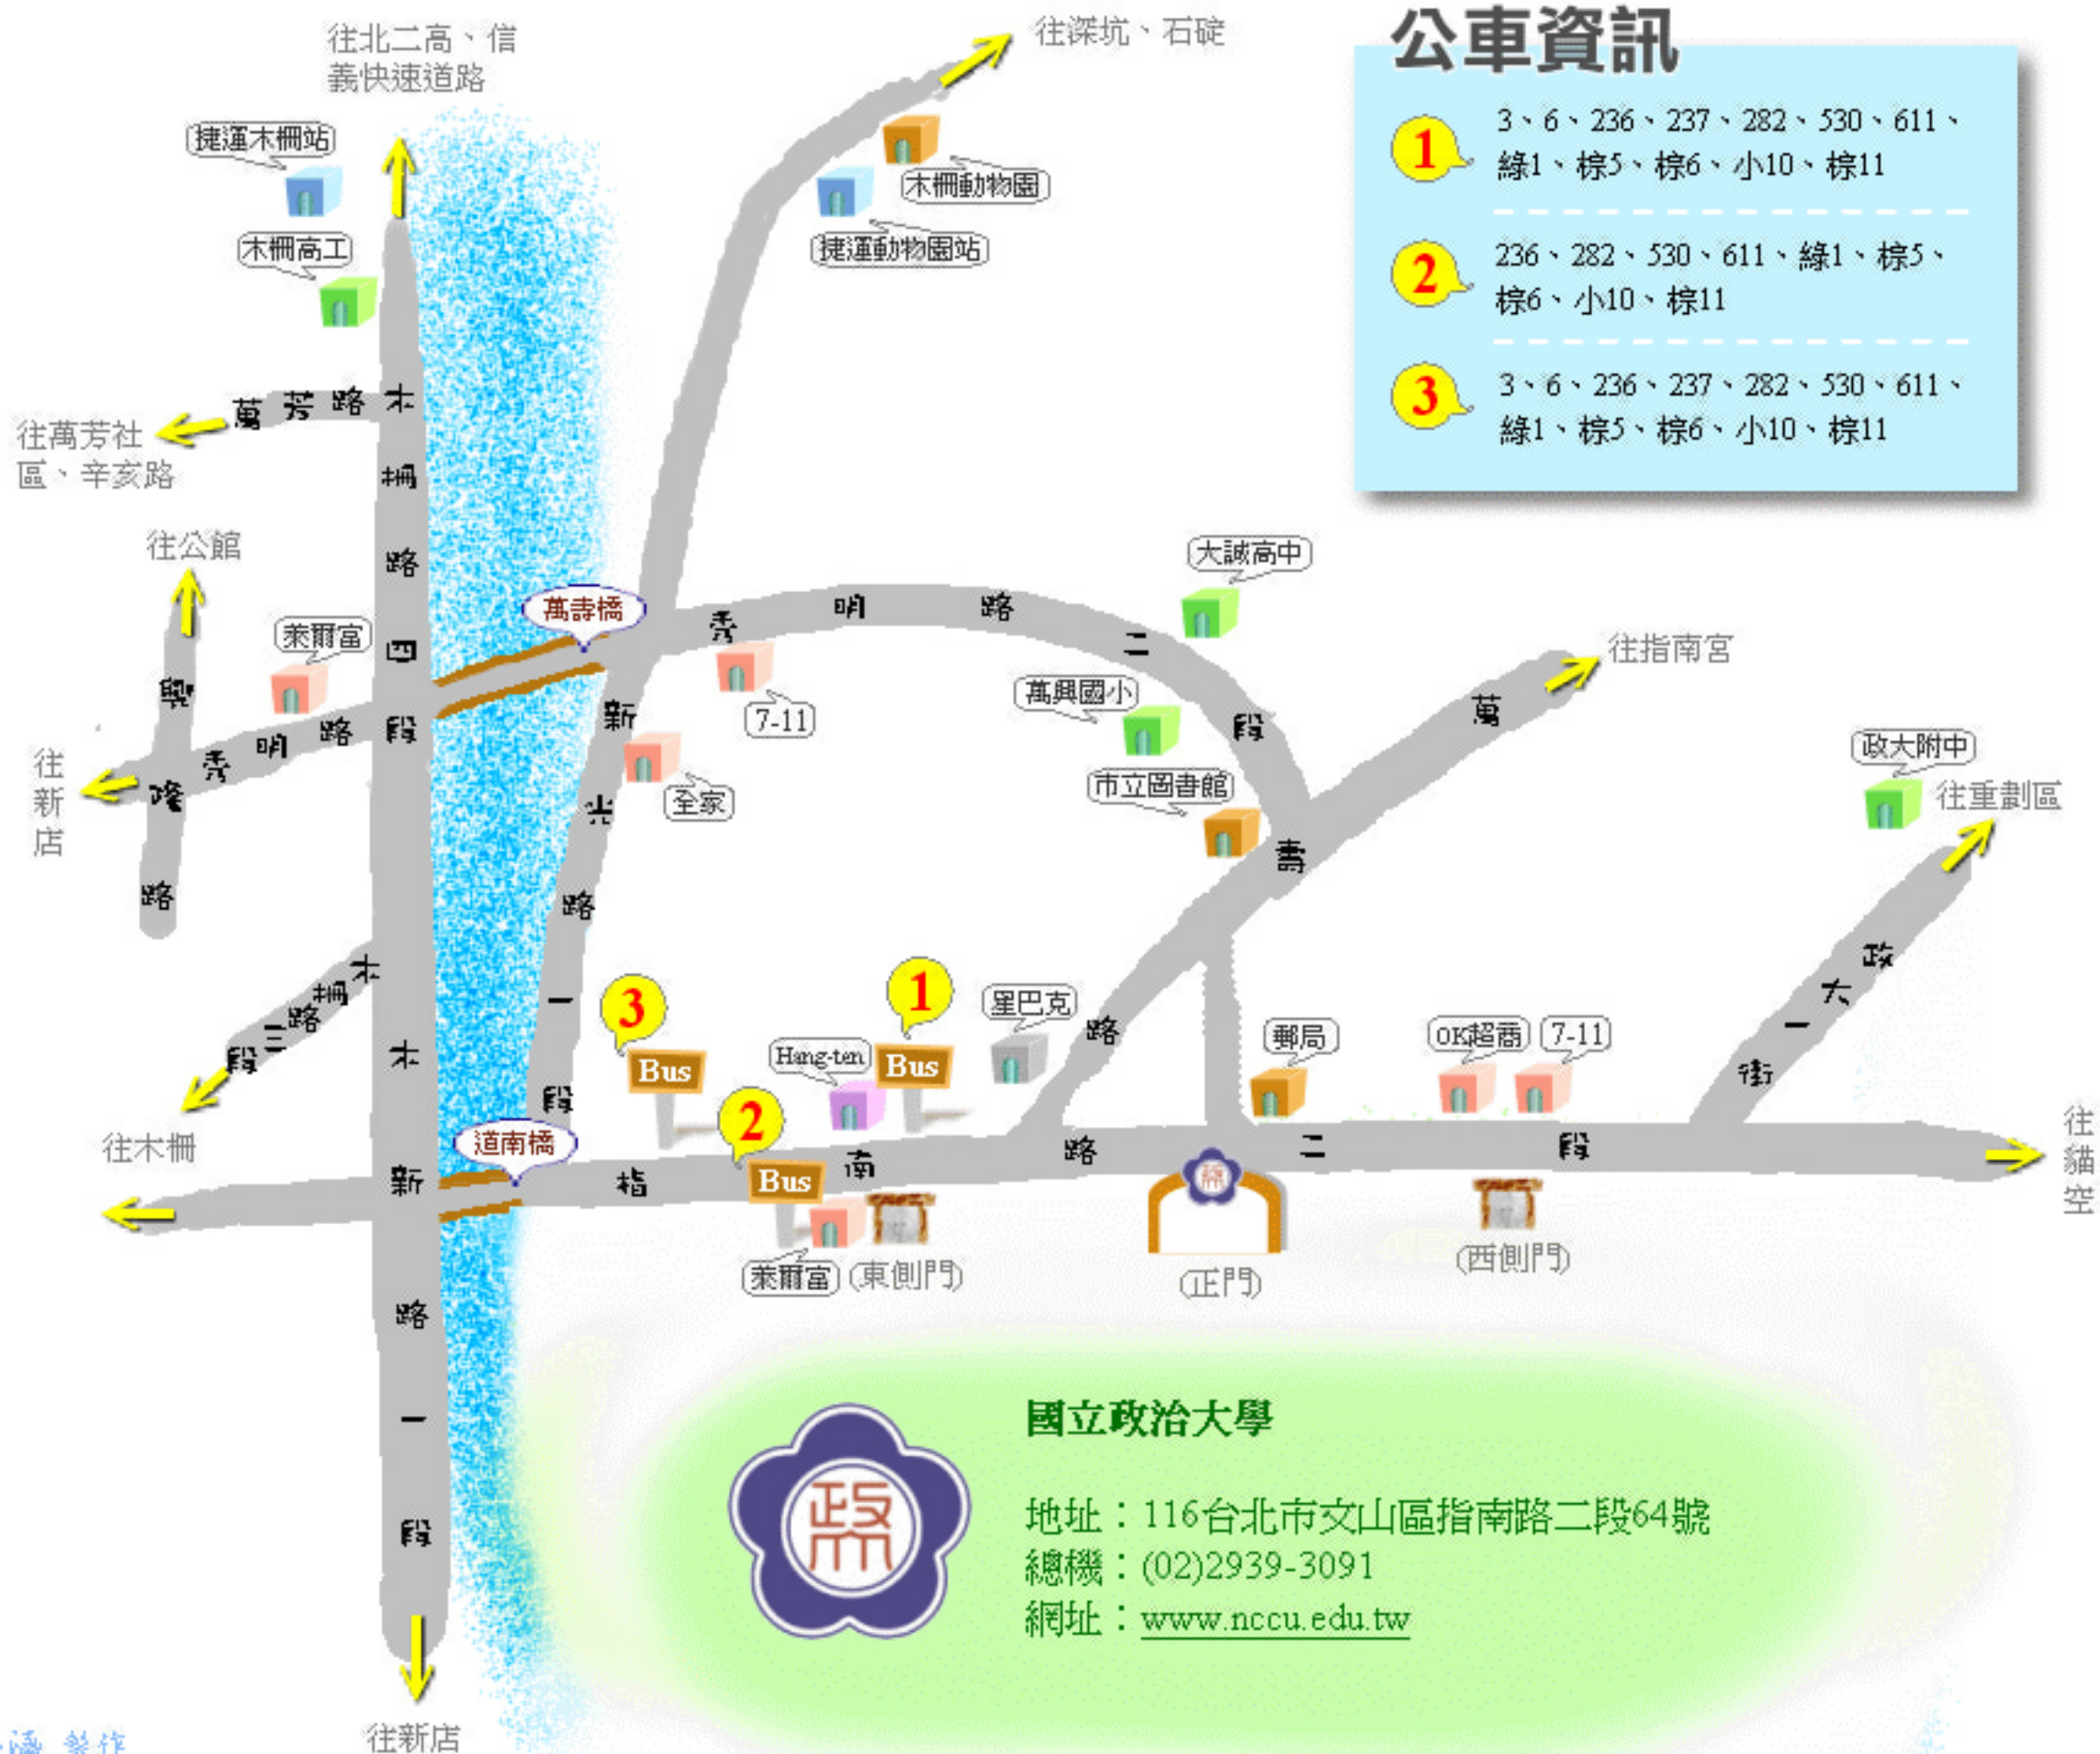 往北二高、信
義快速道路
往深坑、石碇
公車資訊
1
3、6、236、237、282、530、611、
綠1、棕5、棕6、小10、棕11
2
236、282、530、611、綠1、棕5、
棕6、小10、棕11
3
3、6、236、237、282、530、611、
綠1、棕5、棕6、小10、棕11
捷運木柵站
木柵高工
木柵動物園
捷運動物園站
萬芳路
往萬芳社
區、辛亥路
木柵路四段
往公館
萊爾富
萬壽橋
秀明路二段
大誠高中
往指南宮
7-11
萬興國小
市立圖書館
萬壽路
政大附中
往重劃區
興隆路
秀明路
往新店
新光路一段
全家
木柵路三段
往木柵
3
Bus
1
Bus
Hang-ten
星巴克
郵局
OK超商
7-11
政大一街
2
Bus
道南橋
指南路二段
往貓空
萊爾富
(東側門)
政
(正門)
(西側門)
木新路一段
往新店
政大
國立政治大學
地址：116台北市文山區指南路二段64號
總機：(02)2939-3091
網址：www.nccu.edu.tw
製作